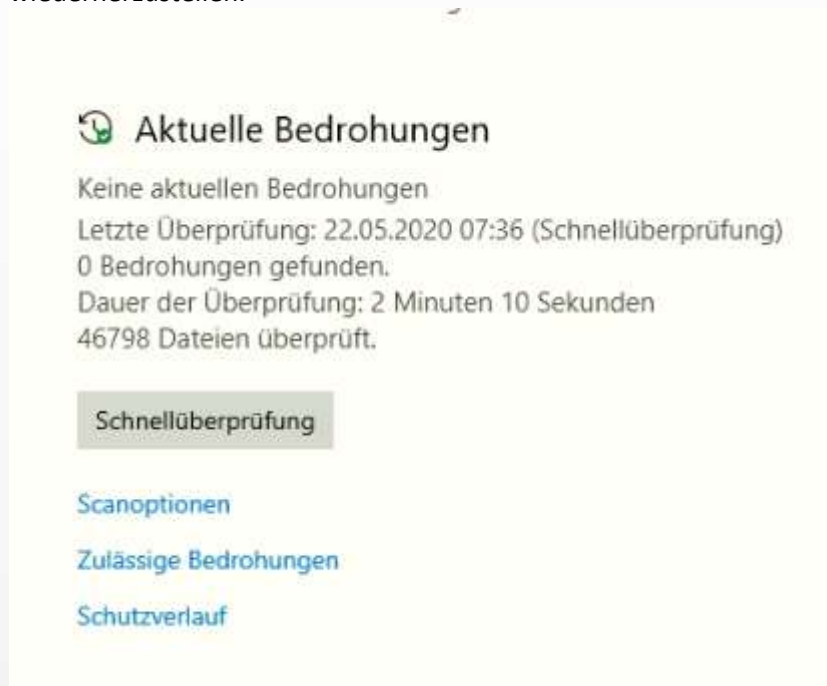 Aktuelle Bedrohungen
Keine aktuellen Bedrohungen
Letzte Überprüfung: 22.05.2020 07:36 (Schnellüberprüfung)
0 Bedrohungen gefunden.
Dauer der Überprüfung: 2 Minuten 10 Sekunden
46798 Dateien überprüft.
Schnellüberprüfung
Scanoptionen
Zulässige Bedrohungen
Schutzverlauf